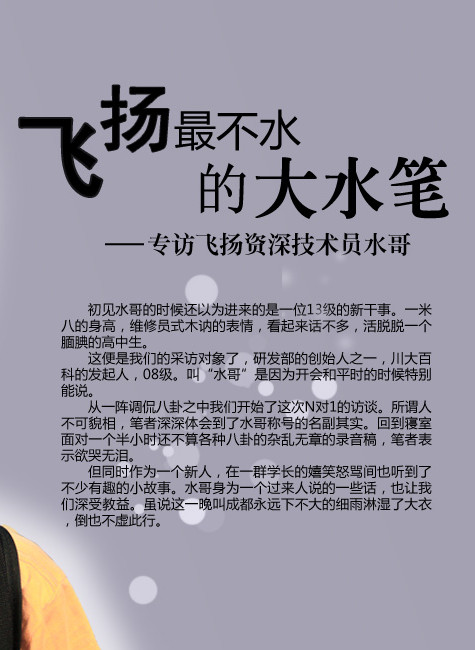 飞扬最不水
的大水笔
——专访飞扬资深技术员水哥
初见水哥的时候还以为进来的是一位13级的新干事。一米
八的身高，维修员式木讷的表情，看起来话不多，活脱脱一个
腼腆的高中生。
这便是我们的采访对象了，研发部的创始人之一，川大百
科的发起人，08级。叫“水哥”是因为开会和平时的时候特别
能说。
从一阵调侃八卦之中我们开始了这次N对1的访谈。所谓人
不可貌相，笔者深深体会到了水哥称号的名副其实。回到寝室
面对一个半小时还不算各种八卦的杂乱无章的录音稿，笔者表
示欲哭无泪。
但同时作为一个新人，在一群学长的嬉笑怒骂间也听到了
不少有趣的小故事。水哥身为一个过来人说的一些话，也让我
们深受教益。虽说这一晚叫成都永远下不大的细雨淋湿了大衣
，倒也不虚此行。